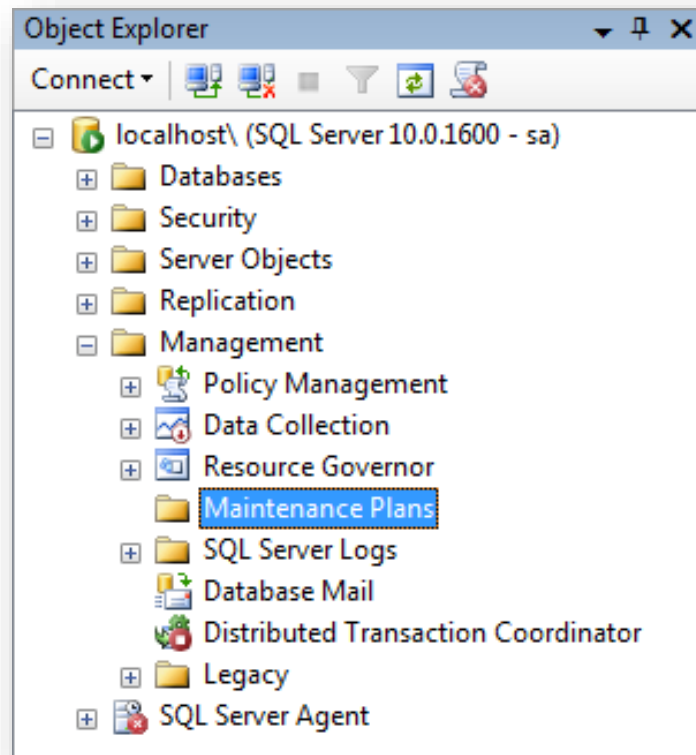 Object Explorer
Connect
localhost\ (SQL Server 10.0.1600 - sa)
Databases
Security
Server Objects
Replication
Management
Policy Management
Data Collection
Resource Governor
Maintenance Plans
SQL Server Logs
Database Mail
Distributed Transaction Coordinator
Legacy
SQL Server Agent